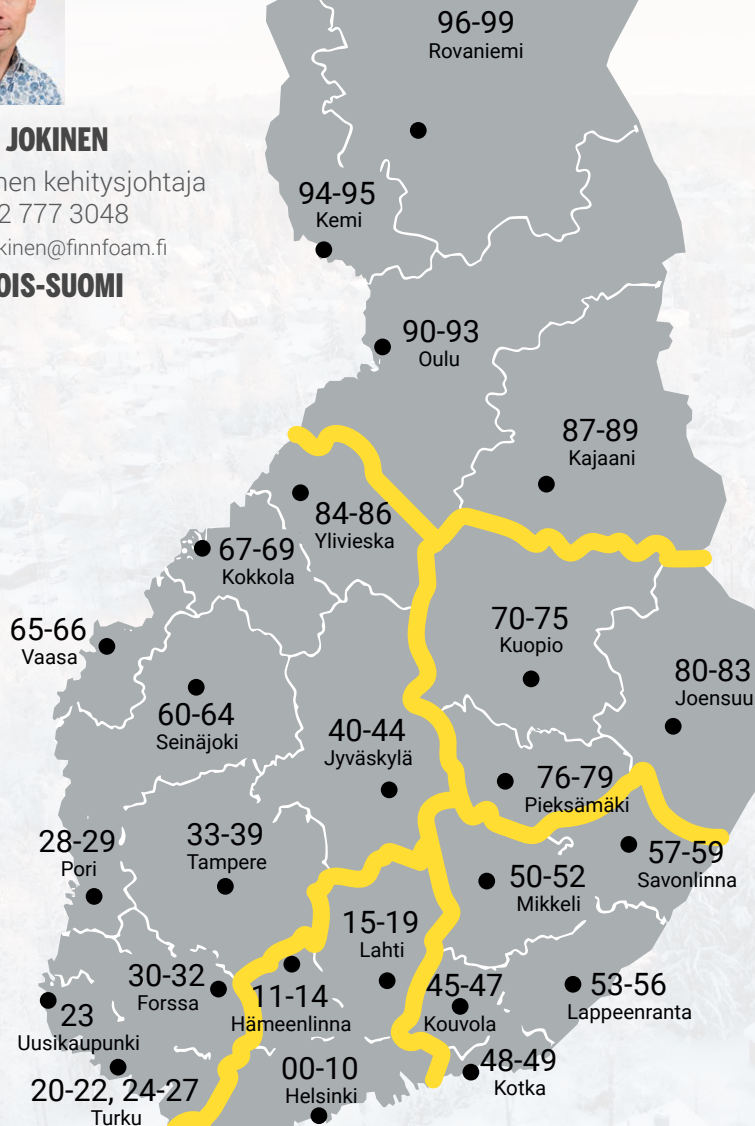 96-99
Rovaniemi
JOKINEN
kehitysjohtaja
2 777 3048
kinen@finnfoam.fi
OIS-SUOMI
94-95
Kemi
90-93
Oulu
87-89
Kajaani
84-86
Ylivieska
67-69
Kokkola
65-66
Vaasa
70-75
Kuopio
80-83
Joensuu
60-64
Seinäjoki
40-44
Jyväskylä
76-79
Pieksämäki
28-29
Pori
33-39
Tampere
57-59
Savonlinna
50-52
Mikkeli
15-19
Lahti
30-32
Forssa
11-14
Hämeenlinna
45-47
Kouvola
53-56
Lappeenranta
23
Uusikaupunki
20-22, 24-27
Turku
00-10
Helsinki
48-49
Kotka